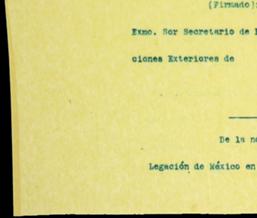 (Firmado):
Exmo. Sor Secretario de
ciones Exteriores de
De la
Legación de México en